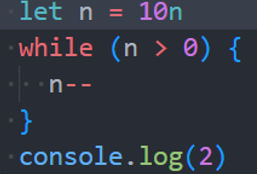 let n = 10n
while (n > 0) {
    n--
}
console.log(2)